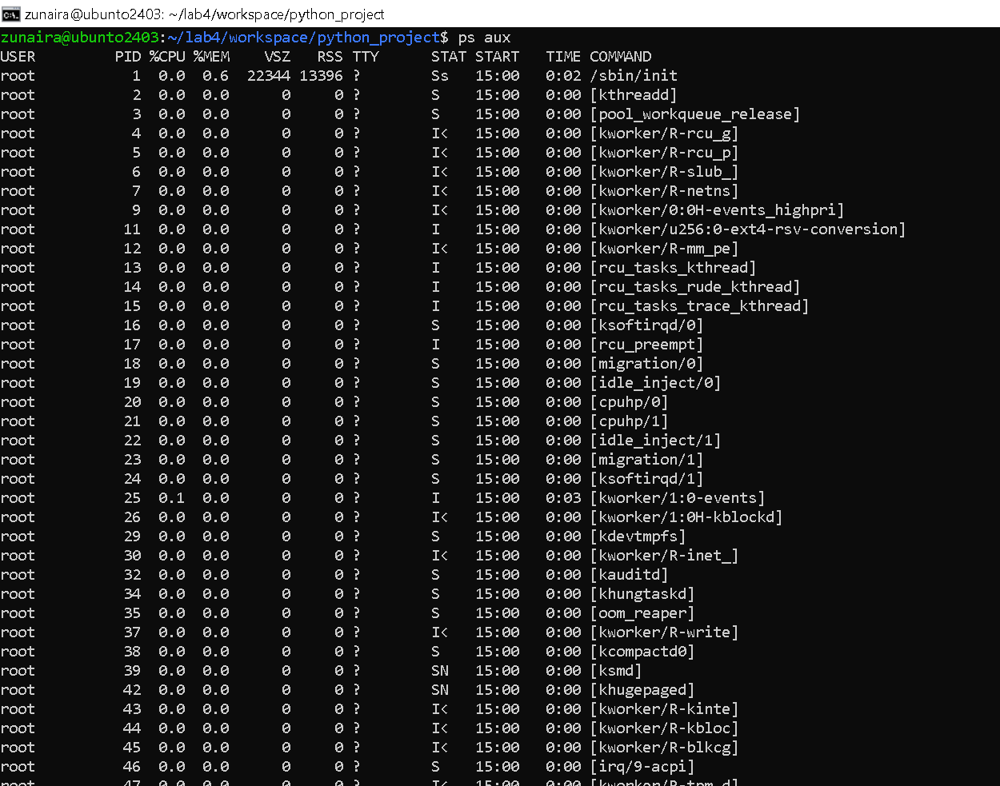 zunaira@ubunto2403: ~/lab4/workspace/python_project
zunaira@ubunto2403:~/lab4/workspace/python_project$ ps aux
USER         PID %CPU %MEM    VSZ   RSS TTY      STAT START   TIME COMMAND
root           1  0.0  0.6  22344 13396 ?        Ss   15:00   0:02 /sbin/init
root           2  0.0  0.0      0     0 ?        S    15:00   0:00 [kthreadd]
root           3  0.0  0.0      0     0 ?        S    15:00   0:00 [pool_workqueue_release]
root           4  0.0  0.0      0     0 ?        I<   15:00   0:00 [kworker/R-rcu_g]
root           5  0.0  0.0      0     0 ?        I<   15:00   0:00 [kworker/R-rcu_p]
root           6  0.0  0.0      0     0 ?        I<   15:00   0:00 [kworker/R-slub_]
root           7  0.0  0.0      0     0 ?        I<   15:00   0:00 [kworker/R-netns]
root           9  0.0  0.0      0     0 ?        I<   15:00   0:00 [kworker/0:0H-events_highpri]
root          11  0.0  0.0      0     0 ?        I    15:00   0:00 [kworker/u256:0-ext4-rsv-conversion]
root          12  0.0  0.0      0     0 ?        I<   15:00   0:00 [kworker/R-mm_pe]
root          13  0.0  0.0      0     0 ?        I    15:00   0:00 [rcu_tasks_kthread]
root          14  0.0  0.0      0     0 ?        I    15:00   0:00 [rcu_tasks_rude_kthread]
root          15  0.0  0.0      0     0 ?        I    15:00   0:00 [rcu_tasks_trace_kthread]
root          16  0.0  0.0      0     0 ?        S    15:00   0:00 [ksoftirqd/0]
root          17  0.0  0.0      0     0 ?        I    15:00   0:00 [rcu_preempt]
root          18  0.0  0.0      0     0 ?        S    15:00   0:00 [migration/0]
root          19  0.0  0.0      0     0 ?        S    15:00   0:00 [idle_inject/0]
root          20  0.0  0.0      0     0 ?        S    15:00   0:00 [cpuhp/0]
root          21  0.0  0.0      0     0 ?        S    15:00   0:00 [cpuhp/1]
root          22  0.0  0.0      0     0 ?        S    15:00   0:00 [idle_inject/1]
root          23  0.0  0.0      0     0 ?        S    15:00   0:00 [migration/1]
root          24  0.0  0.0      0     0 ?        S    15:00   0:00 [ksoftirqd/1]
root          25  0.1  0.0      0     0 ?        I    15:00   0:03 [kworker/1:0-events]
root          26  0.0  0.0      0     0 ?        I<   15:00   0:00 [kworker/1:0H-kblockd]
root          29  0.0  0.0      0     0 ?        S    15:00   0:00 [kdevtmpfs]
root          30  0.0  0.0      0     0 ?        I<   15:00   0:00 [kworker/R-inet_]
root          32  0.0  0.0      0     0 ?        S    15:00   0:00 [kauditd]
root          34  0.0  0.0      0     0 ?        S    15:00   0:00 [khungtaskd]
root          35  0.0  0.0      0     0 ?        S    15:00   0:00 [oom_reaper]
root          37  0.0  0.0      0     0 ?        I<   15:00   0:00 [kworker/R-write]
root          38  0.0  0.0      0     0 ?        S    15:00   0:00 [kcompactd0]
root          39  0.0  0.0      0     0 ?        SN   15:00   0:00 [ksmd]
root          42  0.0  0.0      0     0 ?        SN   15:00   0:00 [khugepaged]
root          43  0.0  0.0      0     0 ?        I<   15:00   0:00 [kworker/R-kinte]
root          44  0.0  0.0      0     0 ?        I<   15:00   0:00 [kworker/R-kbloc]
root          45  0.0  0.0      0     0 ?        I<   15:00   0:00 [kworker/R-blkcg]
root          46  0.0  0.0      0     0 ?        S    15:00   0:00 [irq/9-acpi]
root          47  0.0  0.0      0     0 ?        I<   15:00   0:00 [kworker/R-tpm_d]